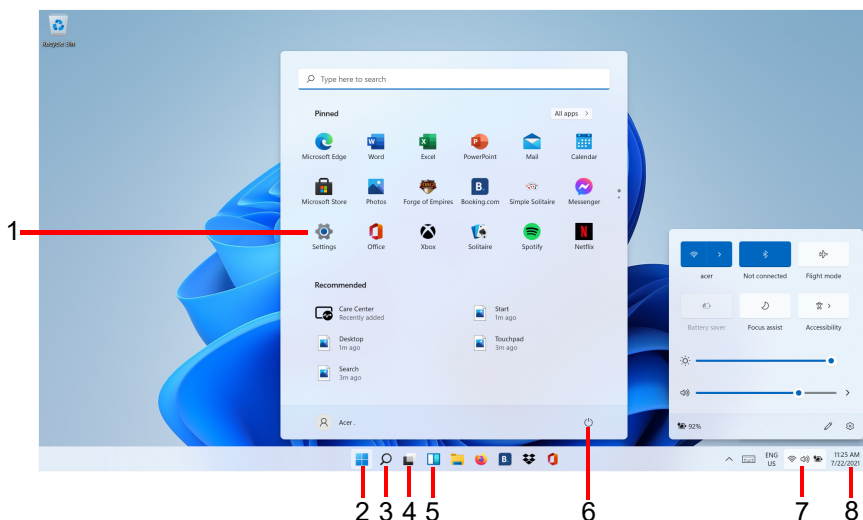 Recycle Bin
Type here to search
Pinned
All apps >
Microsoft Edge
Word
Excel
PowerPoint
Mail
Calendar
Microsoft Store
Photos
Forge of Empires
Booking.com
Simple Solitaire
Messenger
1
Settings
Office
Xbox
Solitaire
Spotify
Netflix
Recommended
Care Center
Recently added
Start
1m ago
Desktop
1m ago
Touchpad
3m ago
Search
3m ago
Acer .
acer
Not connected
Flight mode
Battery saver
Focus assist
Accessibility
92%
ENG
US
11:25 AM
7/22/2021
2
3
4
5
6
7
8